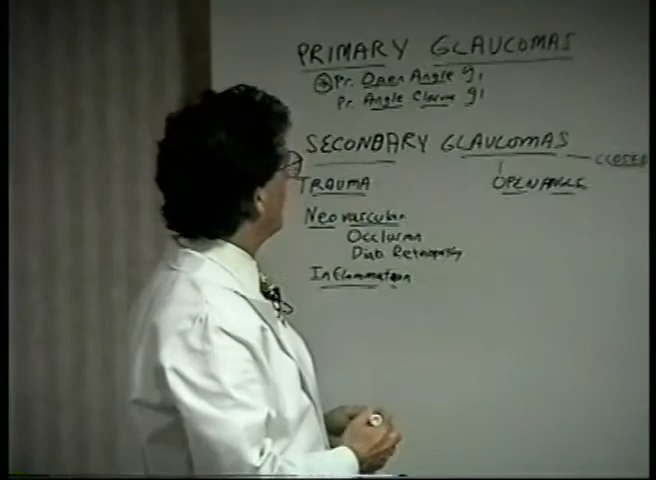 PRIMARY GLAUCOMAS
Pr. Open Angle gl
Pr. Angle Closure gl
SECONDARY GLAUCOMAS
CLOSED
TRAUMA
OPEN ANGLE
Neovascular
Occlusion
Diab Retinopathy
Inflammation